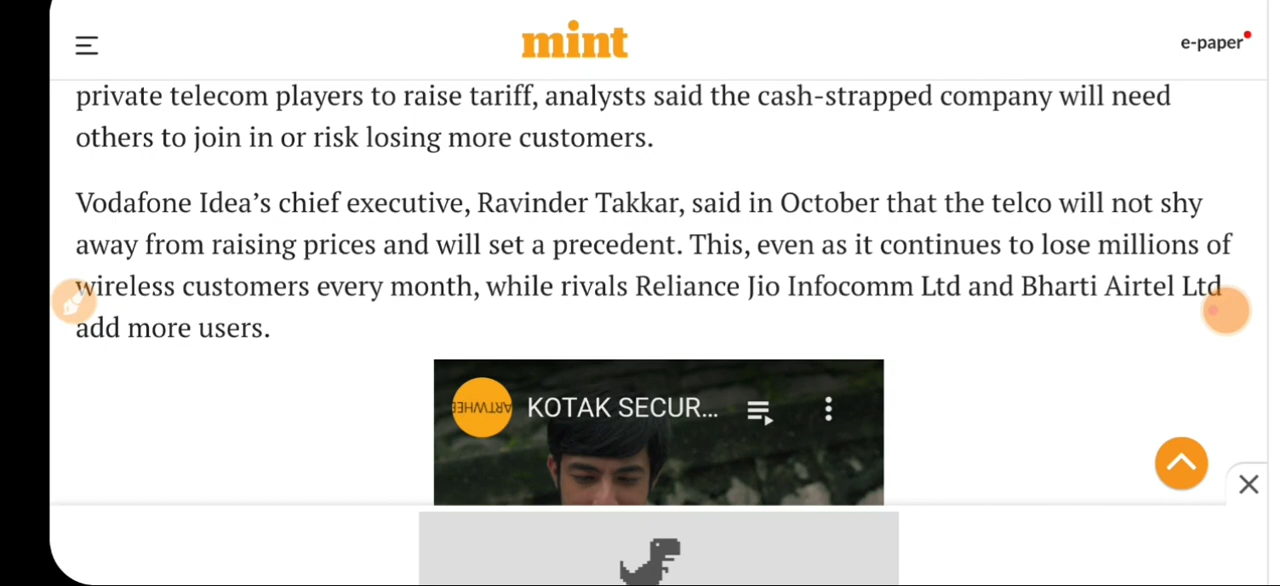 mint
e-paper
private telecom players to raise tariff, analysts said the cash-strapped company will need
others to join in or risk losing more customers.
Vodafone Idea’s chief executive, Ravinder Takkar, said in October that the telco will not shy
away from raising prices and will set a precedent. This, even as it continues to lose millions of
wireless customers every month, while rivals Reliance Jio Infocomm Ltd and Bharti Airtel Ltd
add more users.
KOTAK SECUR...